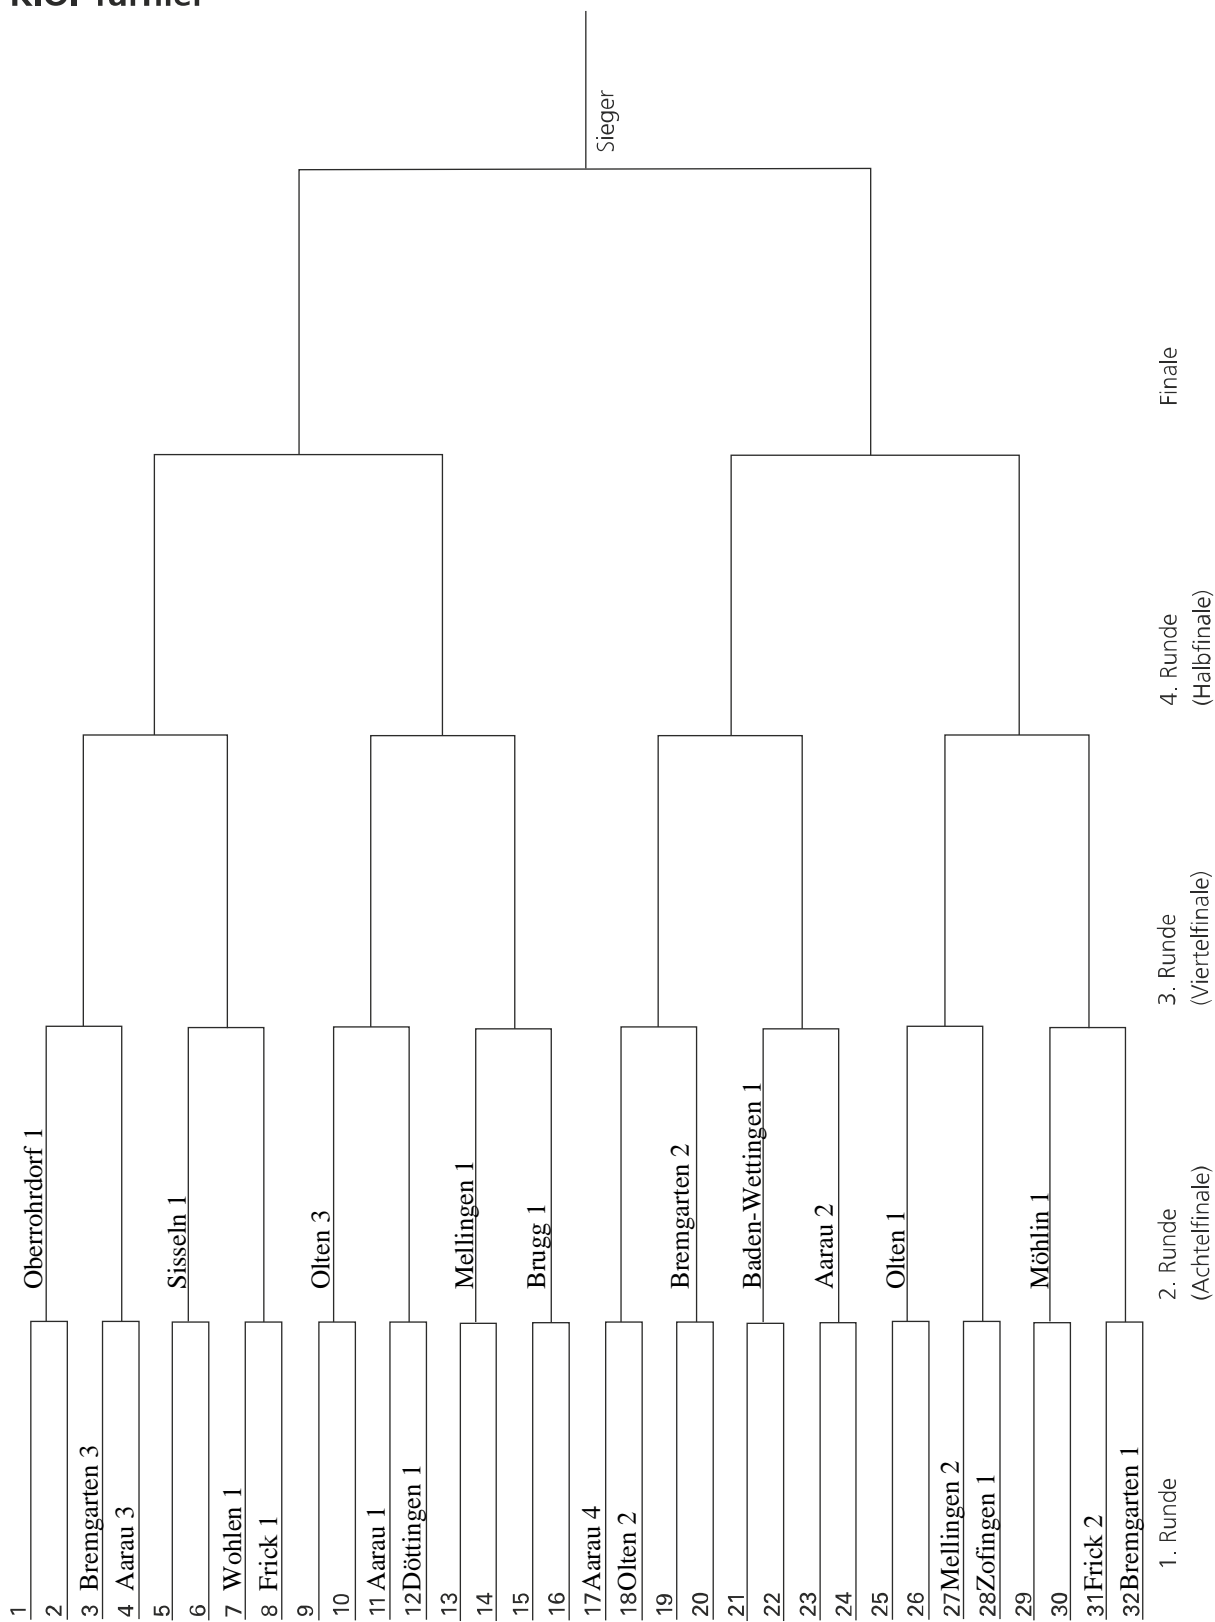 K.O.-Turnier
1
2
3 Bremgarten 3
4 Aarau 3
5
6
7 Wohlen 1
8 Frick 1
9
10
11 Aarau 1
12 Döttingen 1
13
14
15
16
17 Aarau 4
18 Olten 2
19
20
21
22
23
24
25
26
27 Mellingen 2
28 Zofingen 1
29
30
31 Frick 2
32 Bremgarten 1
1. Runde
Oberrohrdorf 1
Sisseln 1
Olten 3
Mellingen 1
Brugg 1
Bremgarten 2
Baden-Wettingen 1
Aarau 2
Olten 1
Möhlin 1
2. Runde
(Achtelfinale)
3. Runde
(Viertelfinale)
4. Runde
(Halbfinale)
Finale
Sieger